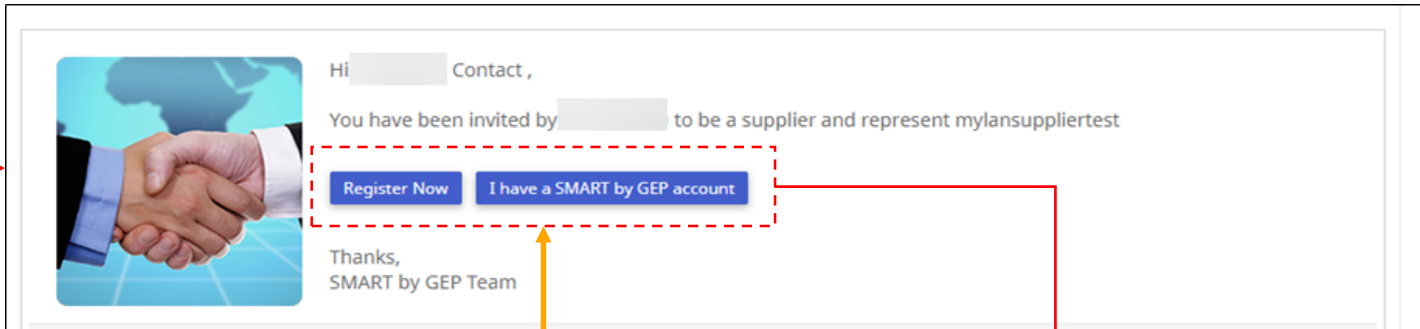 Hi Contact ,
You have been invited by to be a supplier and represent mylansuppliertest
Register Now I have a SMART by GEP account
Thanks,
SMART by GEP Team